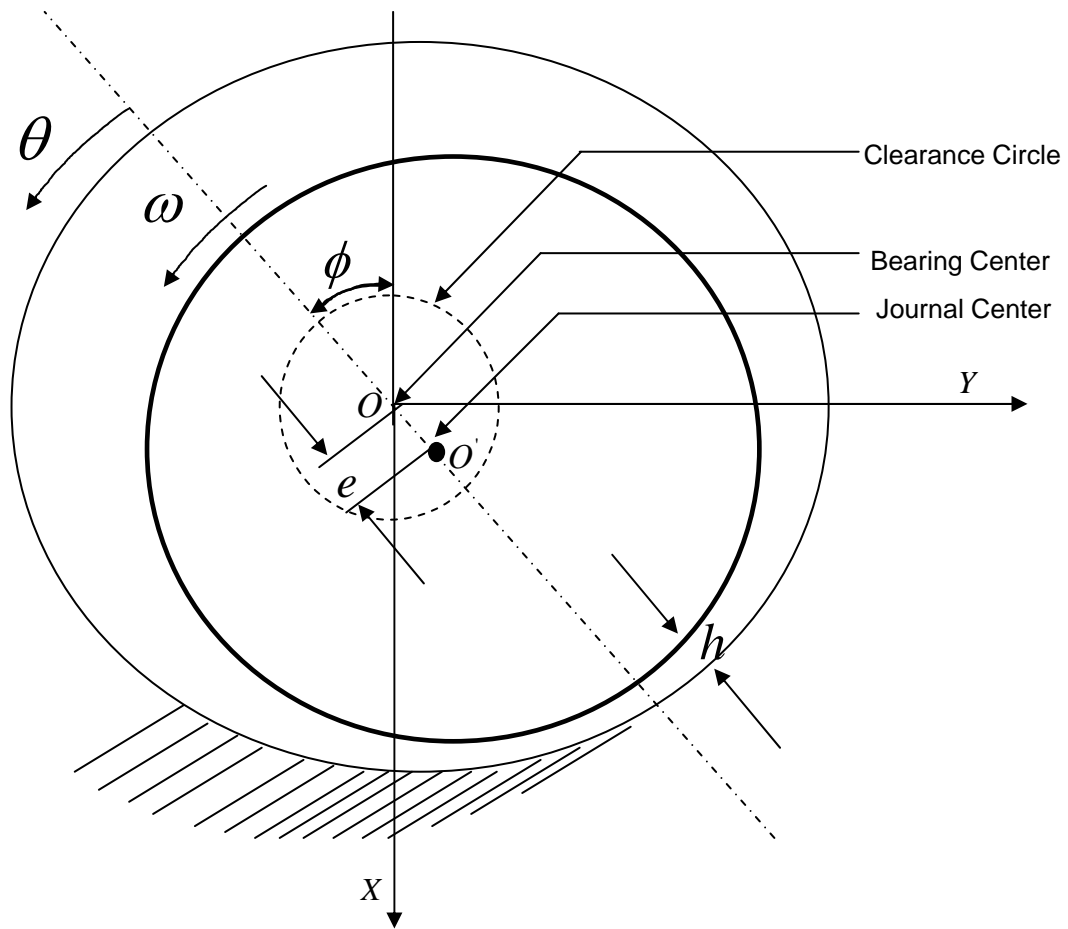 θ
ω
Clearance Circle
ϕ
Bearing Center
Journal Center
Y
O
O'
e
h
X